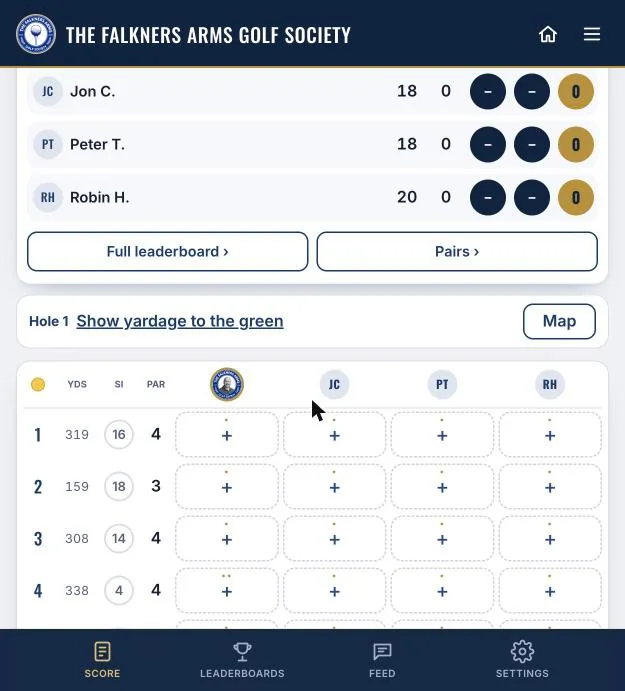 THE FALKNERS ARMS GOLF SOCIETY
JC Jon C. 18 0 – – 0
PT Peter T. 18 0 – – 0
RH Robin H. 20 0 – – 0
Full leaderboard › Pairs ›
Hole 1 Show yardage to the green Map
YDS SI PAR JC PT RH
1 319 16 4 + + + +
2 159 18 3 + + + +
3 308 14 4 + + + +
4 338 4 4 + + + +
SCORE LEADERBOARDS FEED SETTINGS